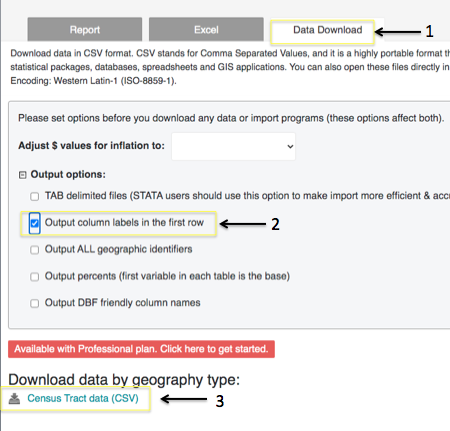 Report Excel Data Download 1
Download data in CSV format. CSV stands for Comma Separated Values, and it is a highly portable format
statistical packages, databases, spreadsheets and GIS applications. You can also open these files directly in
Encoding: Western Latin-1 (ISO-8859-1).
Please set options before you download any data or import programs (these options affect both).
Adjust $ values for inflation to:
Output options:
TAB delimited files (STATA users should use this option to make import more efficient &
Output column labels in the first row 2
Output ALL geographic identifiers
Output percents (first variable in each table is the base)
Output DBF friendly column names
Available with Professional plan. Click here to get started.
Download data by geography type:
Census Tract data (CSV) 3